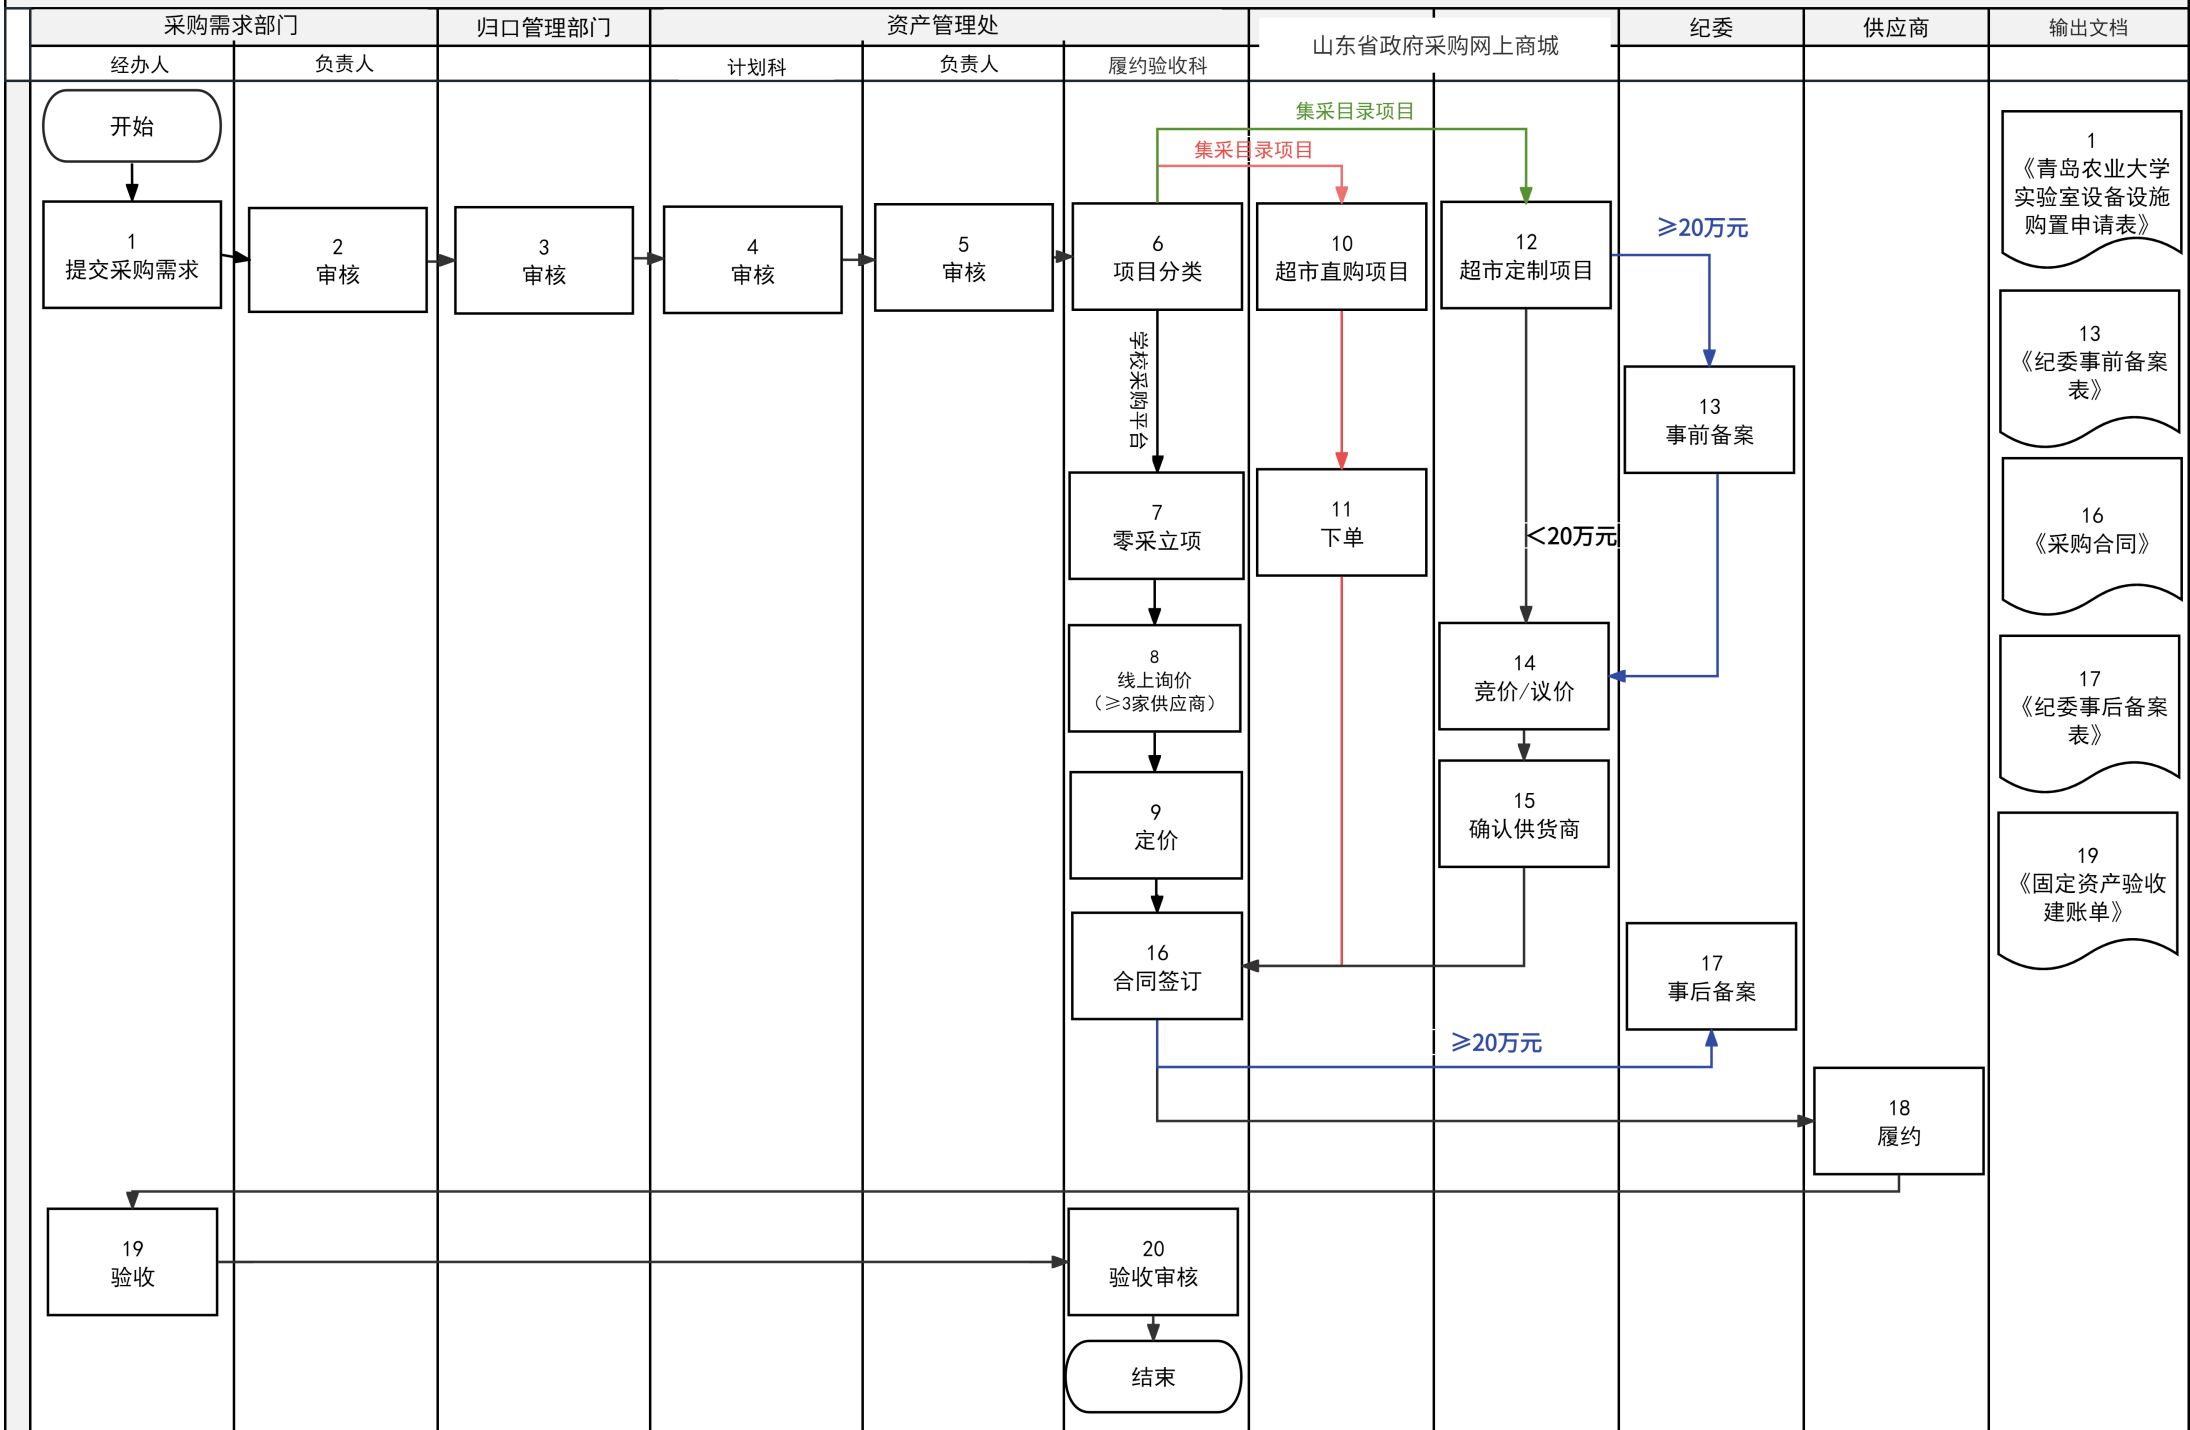 采购需求部门
归口管理部门
资产管理处
山东省政府采购网上商城
纪委
供应商
输出文档
经办人
负责人
计划科
负责人
履约验收科
开始
集采目录项目
集采目录项目
1
提交采购需求
2
审核
3
审核
4
审核
5
审核
6
项目分类
10
超市直购项目
12
超市定制项目
≥20万元
学校采购平台
13
事前备案
7
零采立项
11
下单
<20万元
8
线上询价
（≥3家供应商）
14
竞价/议价
9
定价
15
确认供货商
16
合同签订
17
事后备案
≥20万元
18
履约
19
验收
20
验收审核
结束
1
《青岛农业大学
实验室设备设施
购置申请表》
13
《纪委事前备案
表》
16
《采购合同》
17
《纪委事后备案
表》
19
《固定资产验收
建账单》